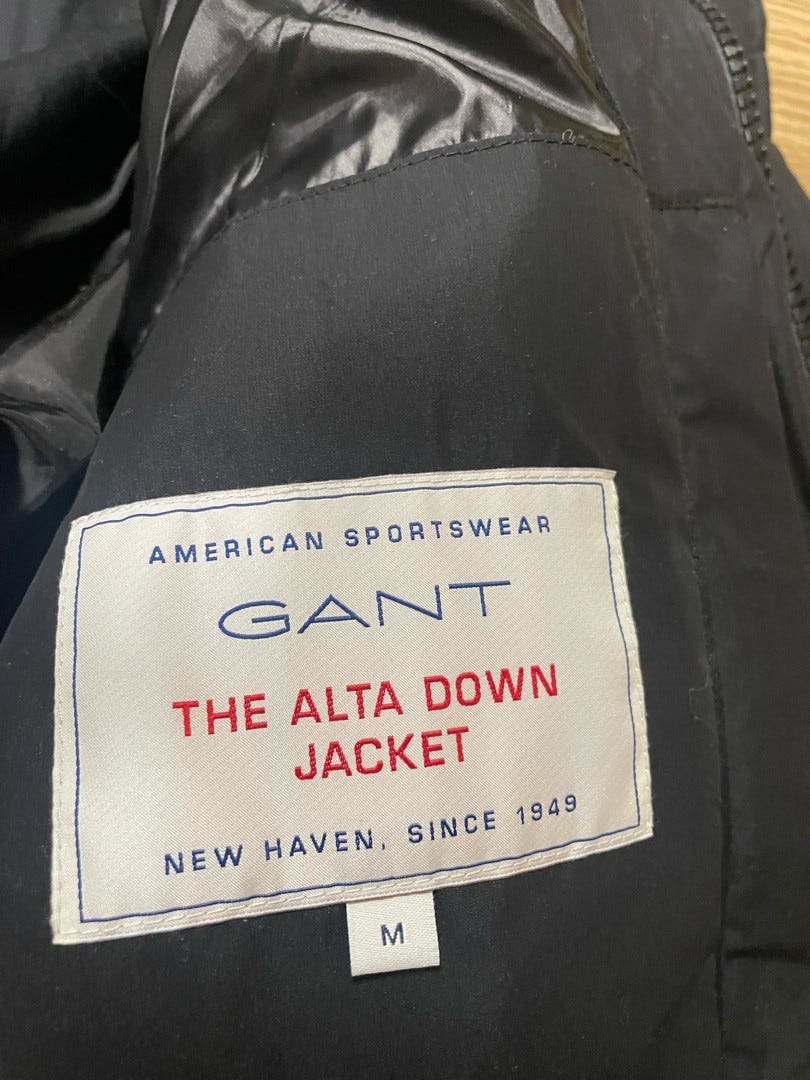 AMERICAN SPORTSWEAR
GANT
THE ALTA DOWN
JACKET
NEW HAVEN, SINCE 1949
M